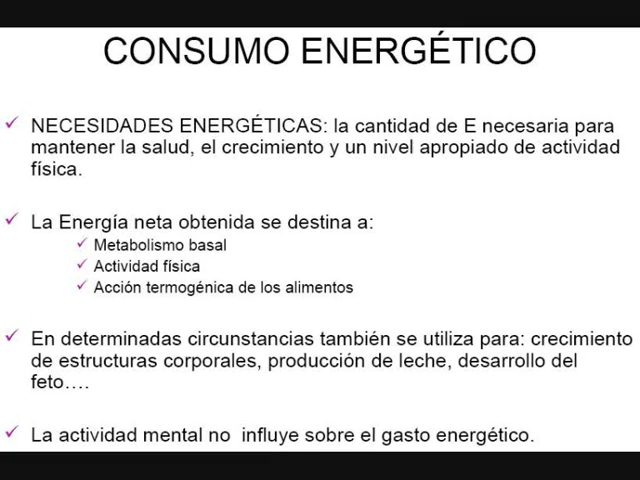 CONSUMO ENERGÉTICO
NECESIDADES ENERGÉTICAS: la cantidad de E necesaria para
mantener la salud, el crecimiento y un nivel apropiado de actividad
física.
La Energía neta obtenida se destina a:
Metabolismo basal
Actividad física
Acción termogénica de los alimentos
En determinadas circunstancias también se utiliza para: crecimiento
de estructuras corporales, producción de leche, desarrollo del
feto….
La actividad mental no  influye sobre el gasto energético.